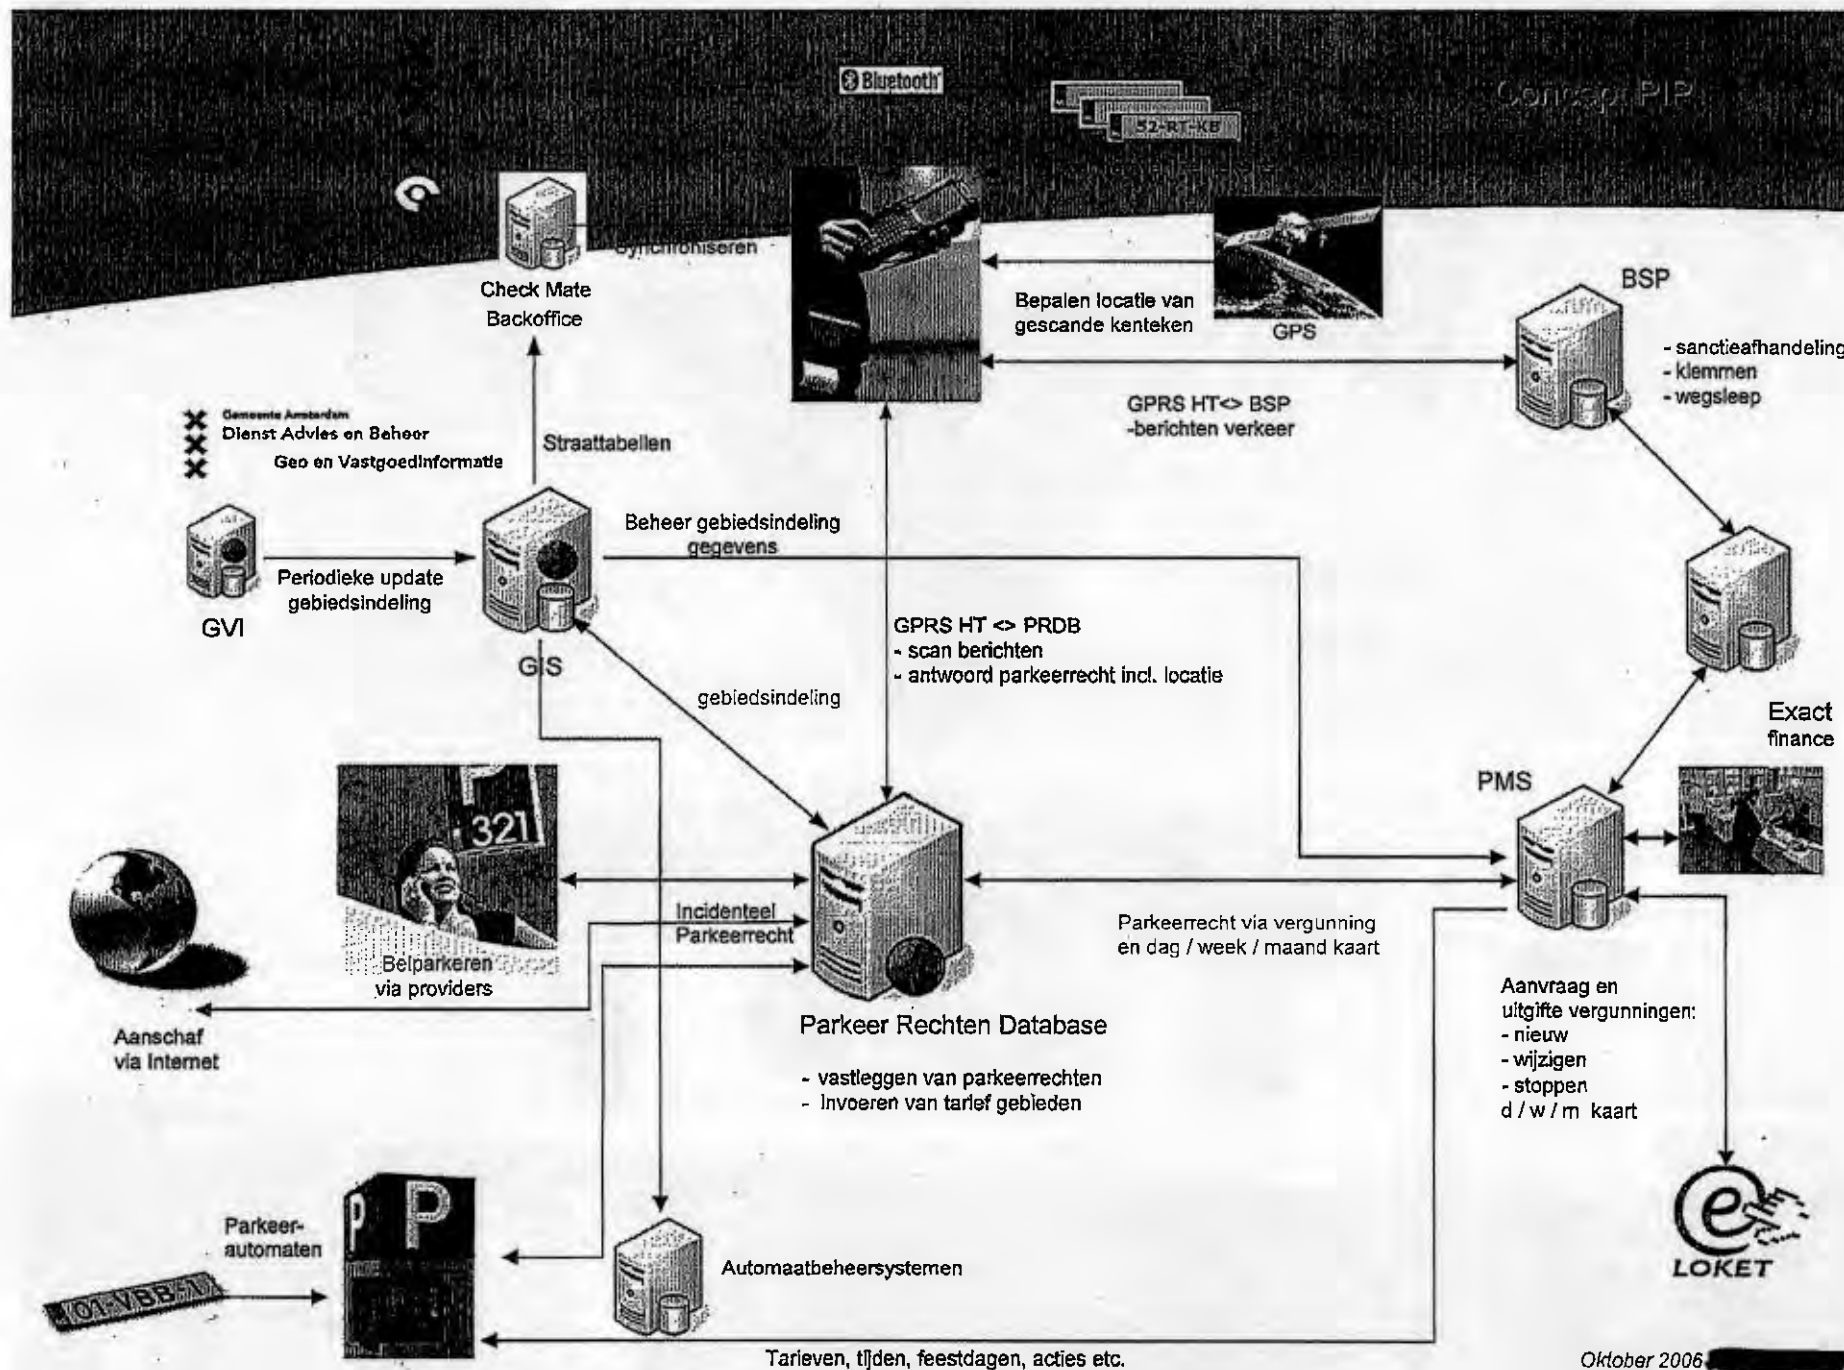 Bluetooth
Concept PIP
52-RT-KB
Synchroniseren
Check Mate
Backoffice
Bepalen locatie van
gescande kenteken
GPS
BSP
- sanctieafhandeling
- klemmen
- wegsleep
GPRS HT<> BSP
-berichten verkeer
Gemeente Amsterdam
Dienst Advies en Beheer
Geo en Vastgoedinformatie
Straattabellen
Beheer gebiedsindeling
gegevens
Periodieke update
gebiedsindeling
GVI
GIS
GPRS HT <> PRDB
- scan berichten
- antwoord parkeerrecht incl. locatie
gebiedsindeling
Exact
finance
PMS
321
Incidenteel
Parkeerrecht
Belparkeren
via providers
Parkeerrecht via vergunning
en dag / week / maand kaart
Aanschaf
via Internet
Parkeer Rechten Database
- vastleggen van parkeerrechten
- Invoeren van tarief gebieden
Aanvraag en
uitgifte vergunningen:
- nieuw
- wijzigen
- stoppen
d / w / m kaart
e
LOKET
Parkeer-
automaten
P
P
01-VBB-1
Automaatbeheersystemen
Tarieven, tijden, feestdagen, acties etc.
Oktober 2006